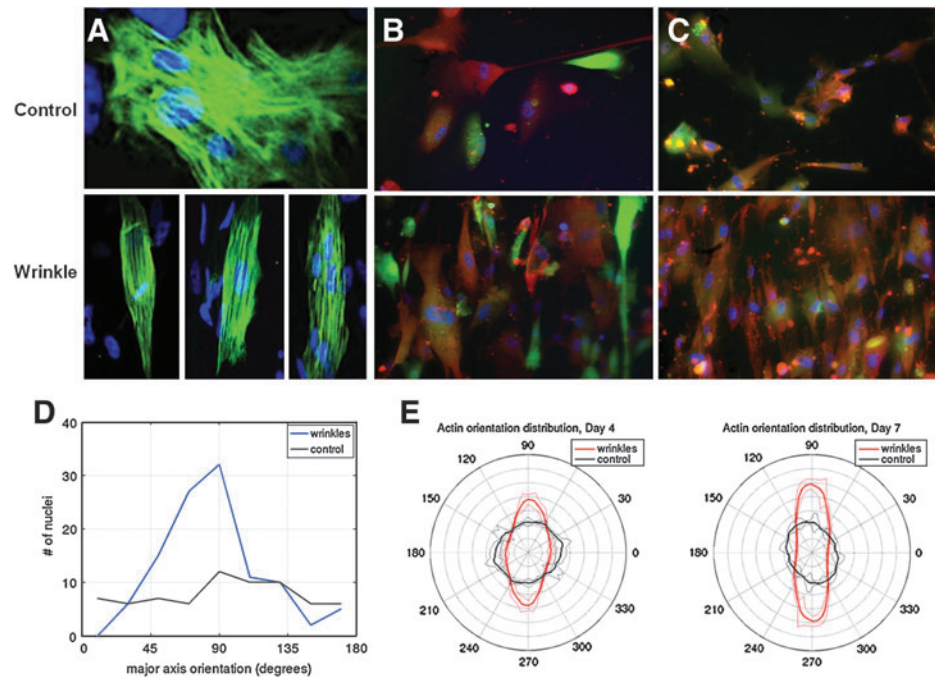 A
B
C
Control
Wrinkle
D
40
30
20
10
0
# of nuclei
0
45
90
135
180
major axis orientation (degrees)
wrinkles
control
E
Actin orientation distribution, Day 4
90
wrinkles
control
120
150
30
180
0
210
330
240
300
270
Actin orientation distribution, Day 7
90
wrinkles
control
120
150
30
180
0
210
330
240
300
270